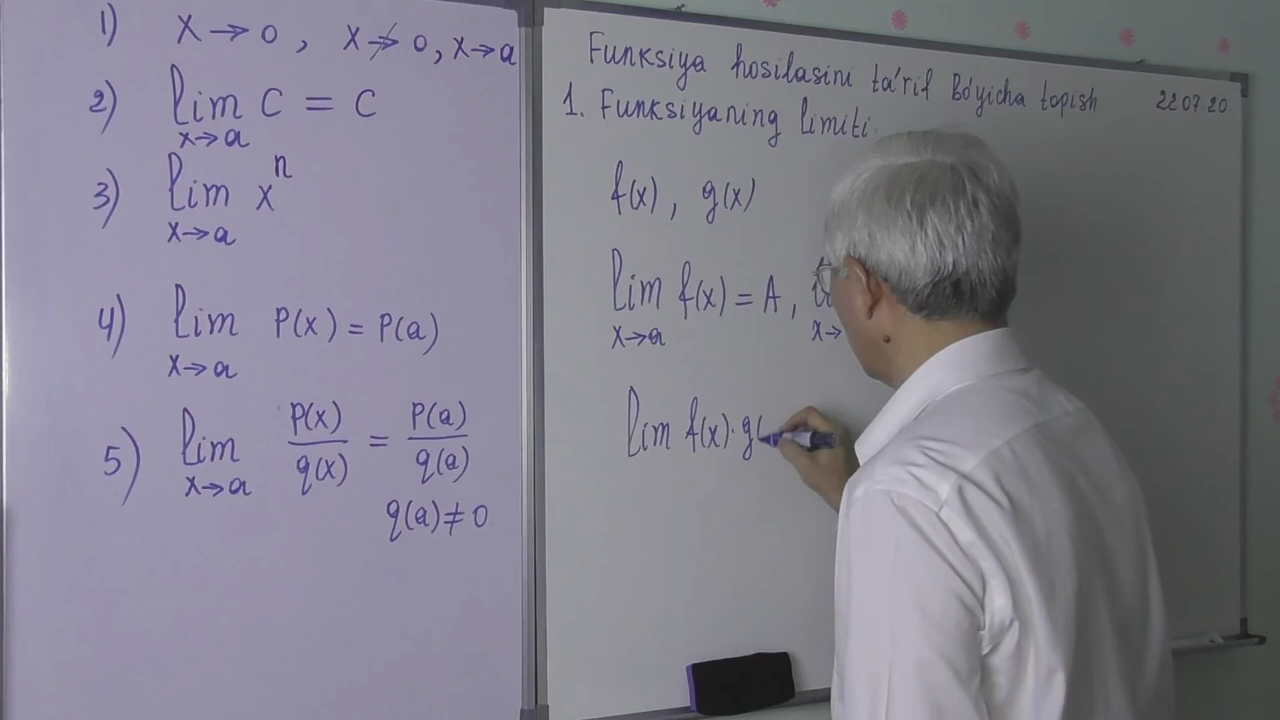 1) x → 0 , x ↛ 0, x → a
2) lim C = C
x → a
3) lim xⁿ
x → a
4) lim P(x) = P(a)
x → a
5) lim P(x)/q(x) = P(a)/q(a)
x → a
q(a) ≠ 0
Funksiya hosilasini ta'rif Bo'yicha topish 22.07.20
1. Funksiyaning limiti.
f(x) , g(x)
lim f(x) = A ,
x → a x →
lim f(x) · g(